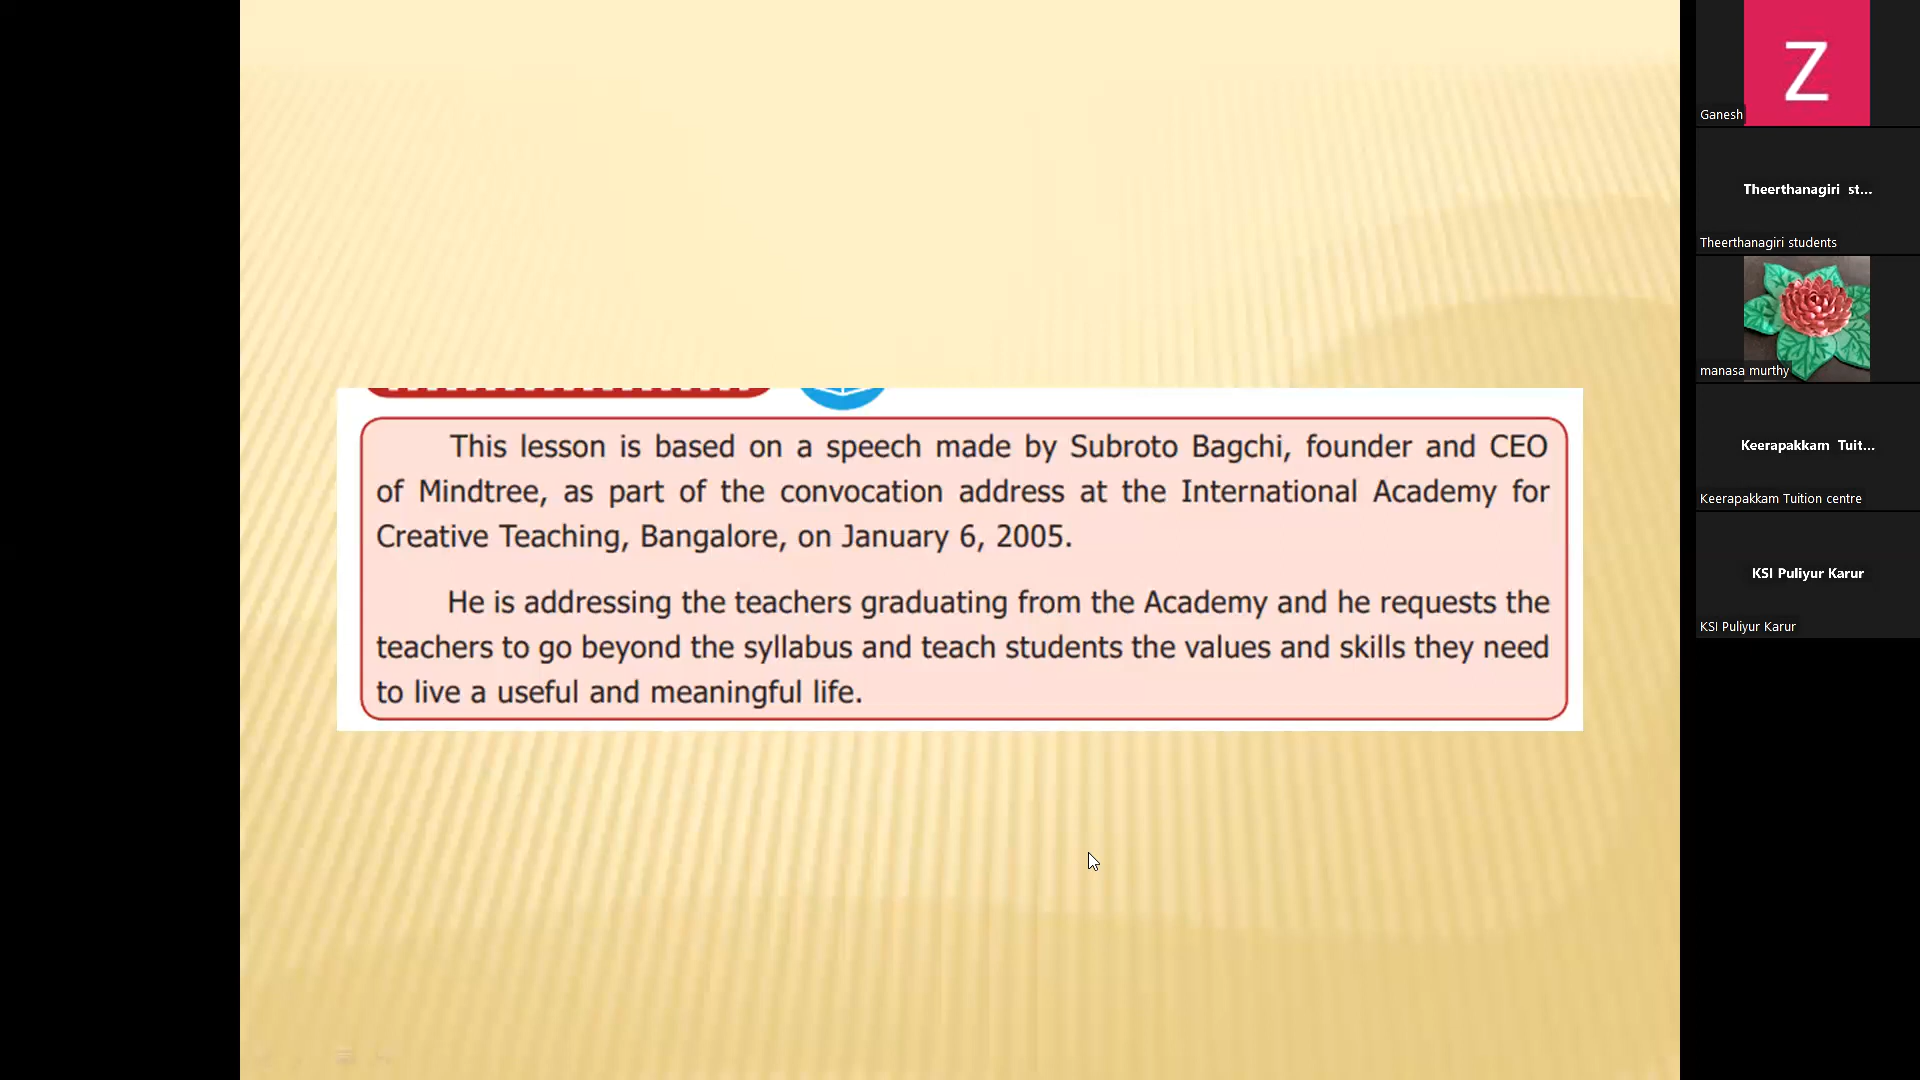 This lesson is based on a speech made by Subroto Bagchi, founder and CEO
of Mindtree, as part of the convocation address at the International Academy for
Creative Teaching, Bangalore, on January 6, 2005.
He is addressing the teachers graduating from the Academy and he requests the
teachers to go beyond the syllabus and teach students the values and skills they need
to live a useful and meaningful life.
Z
Ganesh
Theerthanagiri st...
Theerthanagiri students
manasa murthy
Keerapakkam Tuit...
Keerapakkam Tuition centre
KSI Puliyur Karur
KSI Puliyur Karur